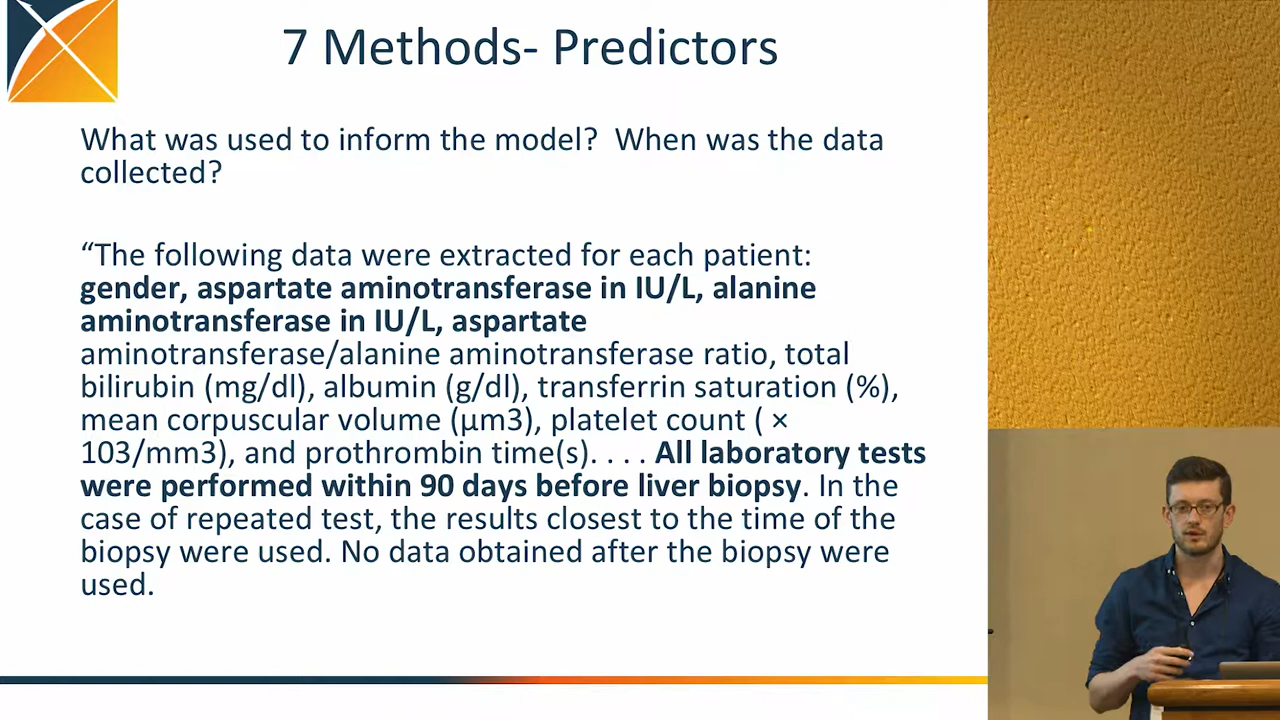 7 Methods- Predictors
What was used to inform the model?  When was the data
collected?
“The following data were extracted for each patient:
gender, aspartate aminotransferase in IU/L, alanine
aminotransferase in IU/L, aspartate
aminotransferase/alanine aminotransferase ratio, total
bilirubin (mg/dl), albumin (g/dl), transferrin saturation (%),
mean corpuscular volume (µm3), platelet count ( ×
103/mm3), and prothrombin time(s). . . . All laboratory tests
were performed within 90 days before liver biopsy. In the
case of repeated test, the results closest to the time of the
biopsy were used. No data obtained after the biopsy were
used.